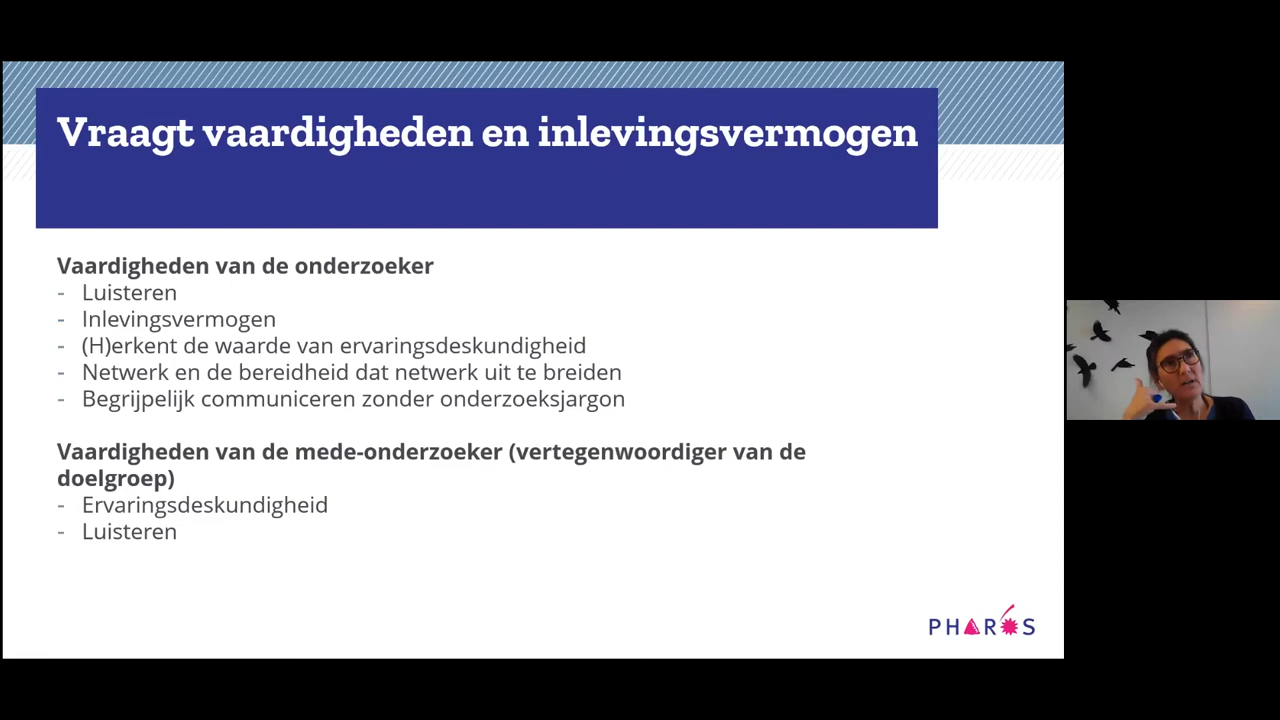 Vraagt vaardigheden en inlevingsvermogen
Vaardigheden van de onderzoeker
- Luisteren
- Inlevingsvermogen
- (H)erkent de waarde van ervaringsdeskundigheid
- Netwerk en de bereidheid dat netwerk uit te breiden
- Begrijpelijk communiceren zonder onderzoeksjargon
Vaardigheden van de mede-onderzoeker (vertegenwoordiger van de
doelgroep)
- Ervaringsdeskundigheid
- Luisteren
PHAROS